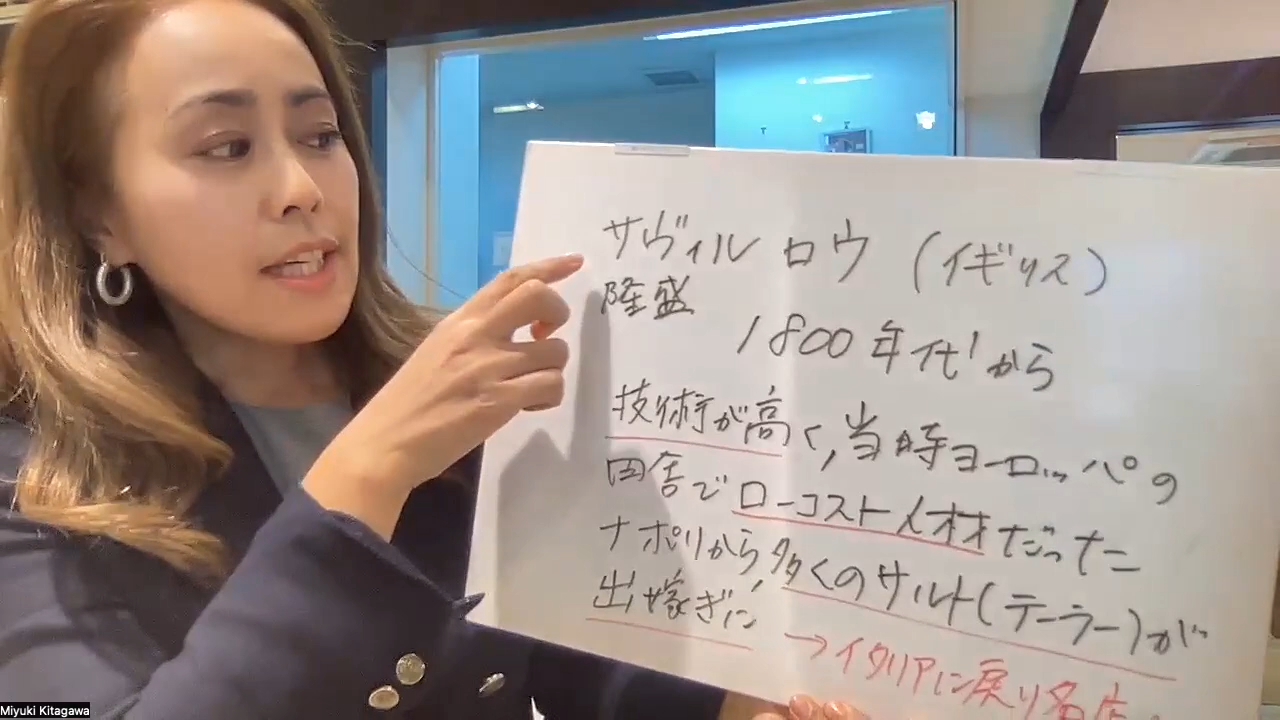 サヴィル ロウ (イギリス)
隆盛
1800年代から
技術が高く,当時ヨーロッパの
田舎でローコスト人材だった
ナポリから多くのサルト(テーラー)が
出稼ぎに
→イタリアに戻り名店
Miyuki Kitagawa